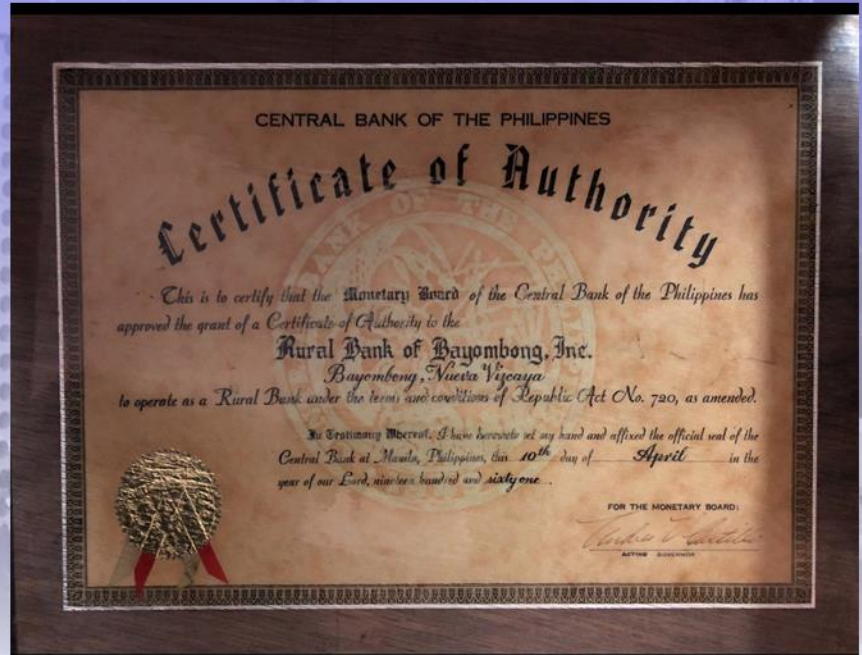 CENTRAL BANK OF THE PHILIPPINES
Certificate of Authority
This is to certify that the Monetary Board of the Central Bank of the Philippines has
approved the grant of a Certificate of Authority to the
Rural Bank of Bayombong, Inc.
Bayombong, Nueva Vizcaya
to operate as a Rural Bank under the terms and conditions of Republic Act No. 720, as amended.
In Testimony Whereof, I have hereunto set my hand and affixed the official seal of the
Central Bank at Manila, Philippines, this 10th day of April in the
year of our Lord, nineteen hundred and sixty one.
FOR THE MONETARY BOARD:
ACTING GOVERNOR